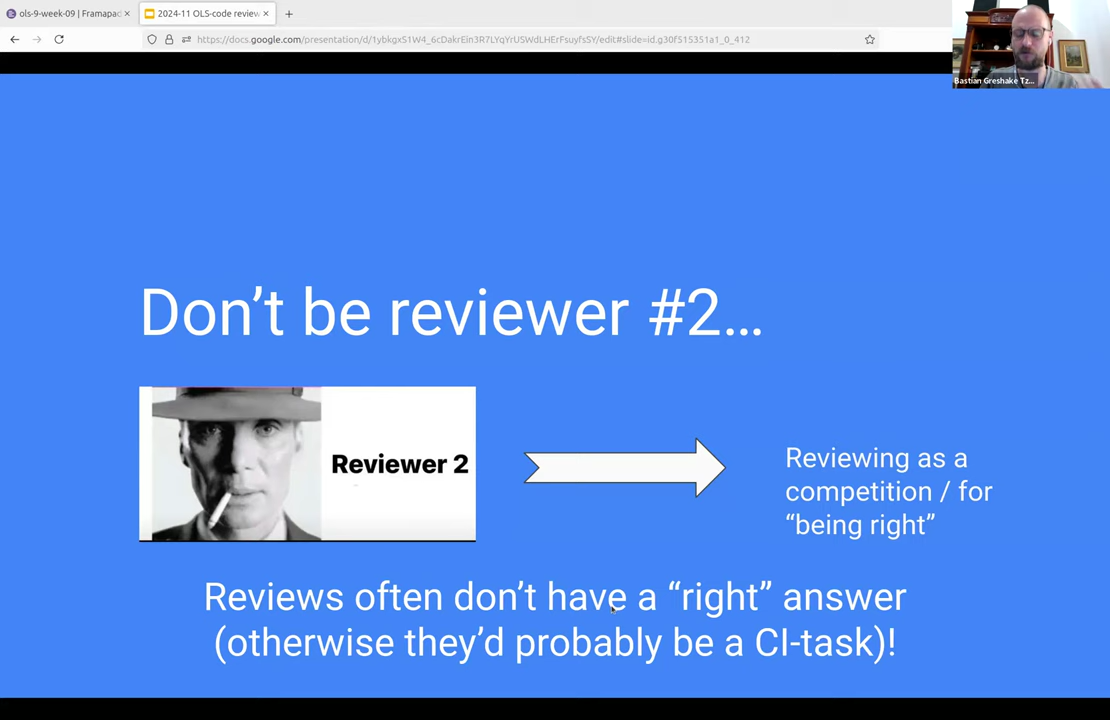 ols-9-week-09 | Framapad
2024-11 OLS-code review
https://docs.google.com/presentation/d/1ybkgxS1W4_6cDakrEin3R7LYqYrUSWdLHErFsuyfsSY/edit#slide=id.g30f515351a1_0_412
Bastian Greshake Tz...
Don’t be reviewer #2…
Reviewer 2
Reviewing as a
competition / for
“being right”
Reviews often don’t have a “right” answer
(otherwise they’d probably be a CI-task)!